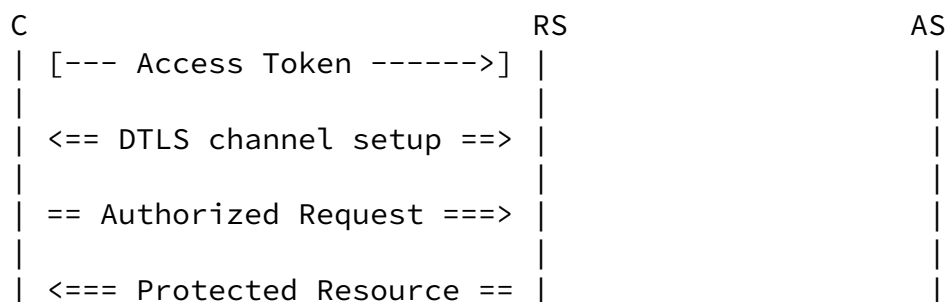 C                           RS                   AS
| [--- Access Token ------>] |                    |
|                            |                    |
| <== DTLS channel setup ==> |                    |
|                            |                    |
| == Authorized Request ===> |                    |
|                            |                    |
| <=== Protected Resource == |                    |